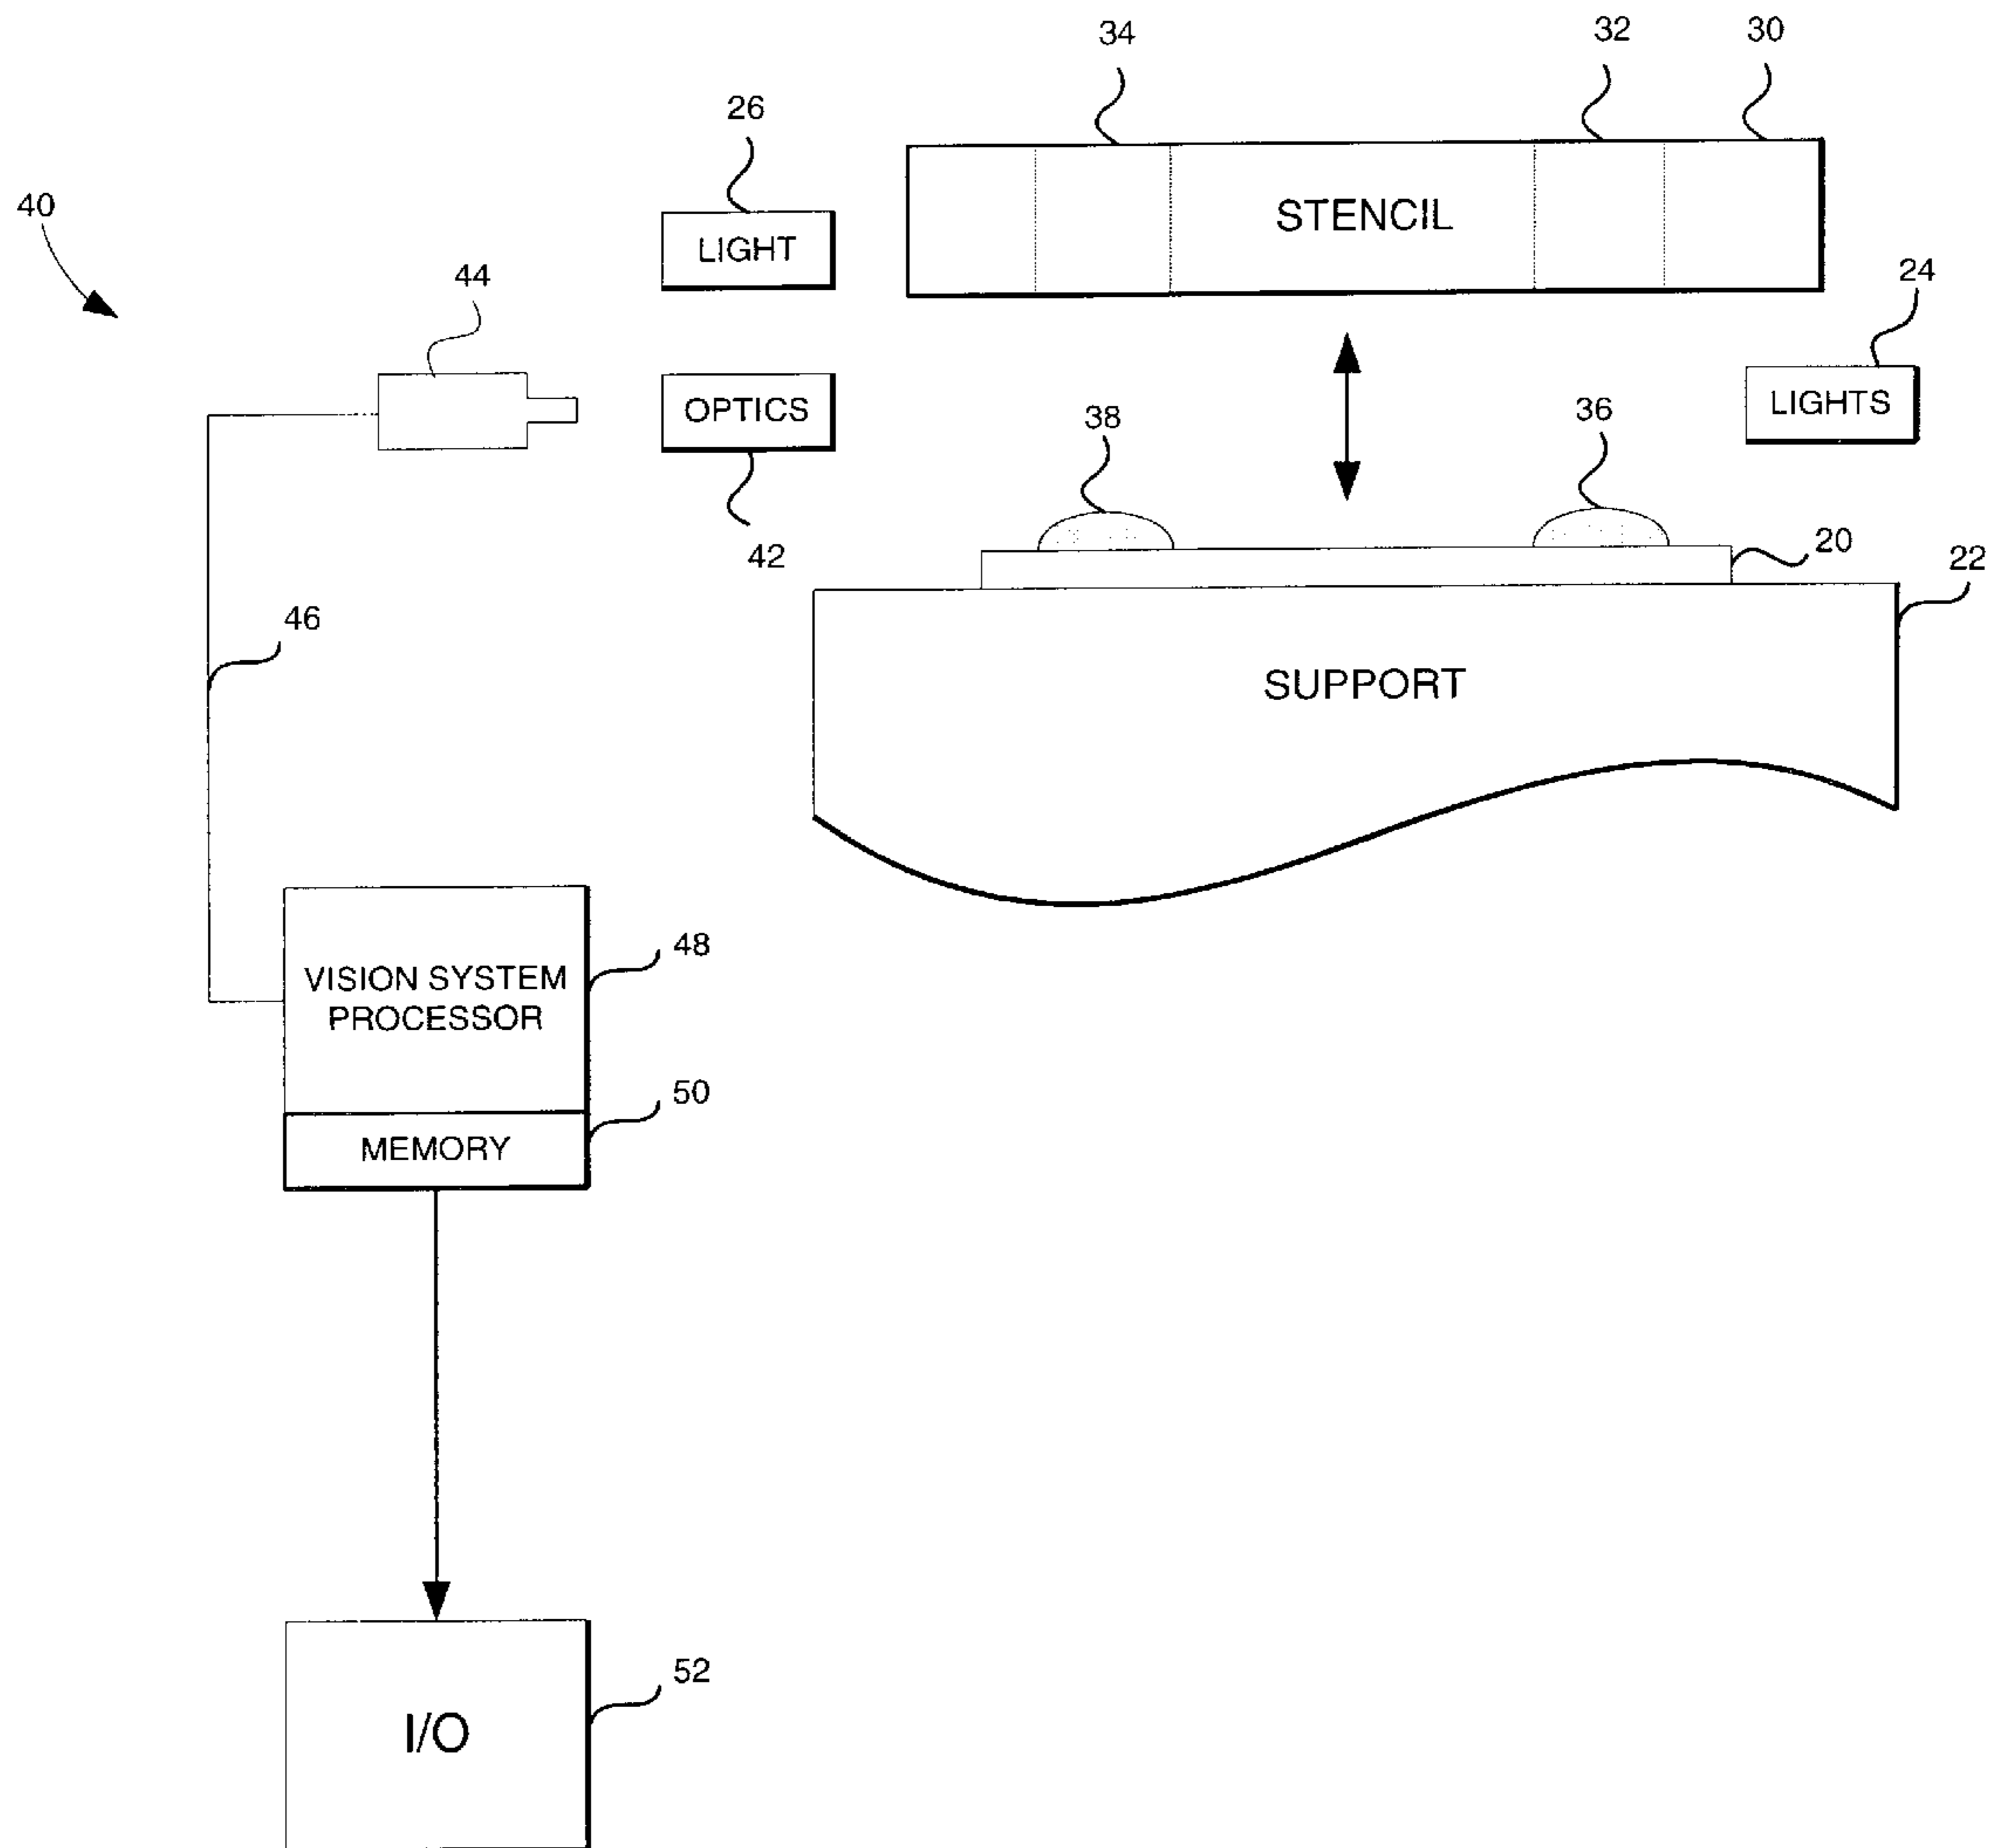 34
32
30
26
40
LIGHT
STENCIL
44
24
OPTICS
38
36
LIGHTS
42
20
22
46
SUPPORT
48
VISION SYSTEM
PROCESSOR
50
MEMORY
52
I/O